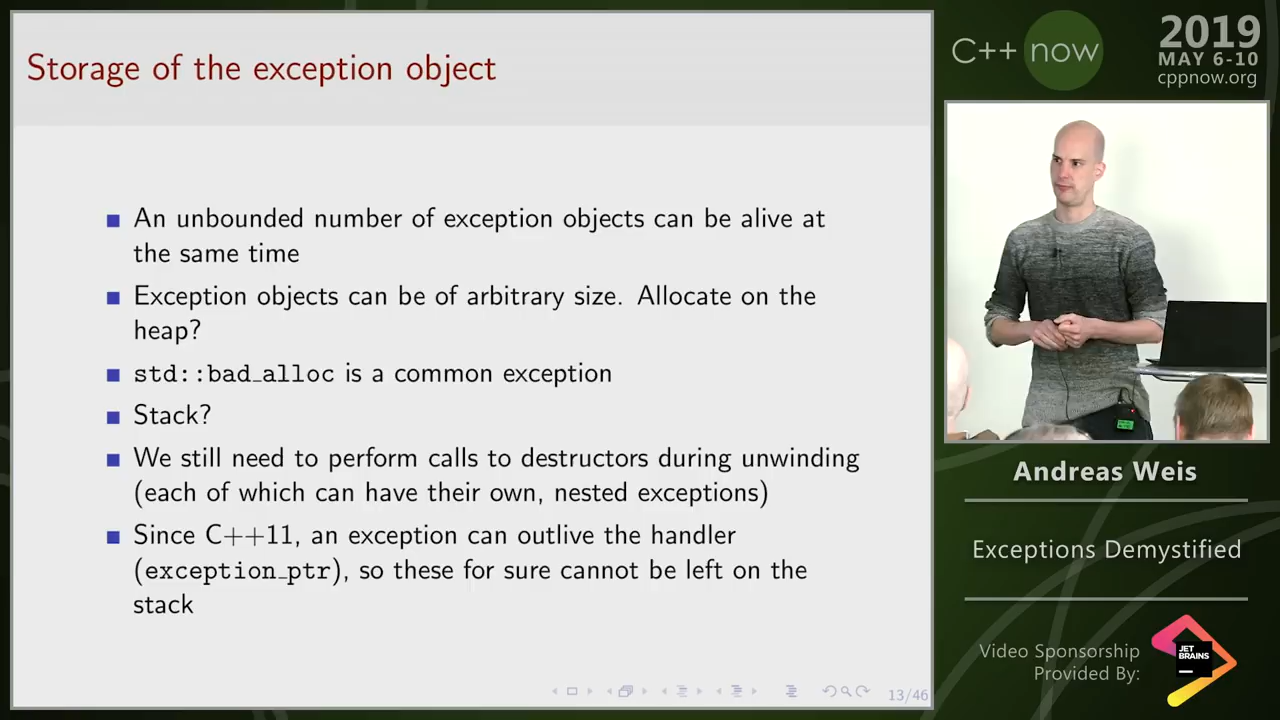 Storage of the exception object
An unbounded number of exception objects can be alive at
the same time
Exception objects can be of arbitrary size. Allocate on the
heap?
std::bad_alloc is a common exception
Stack?
We still need to perform calls to destructors during unwinding
(each of which can have their own, nested exceptions)
Since C++11, an exception can outlive the handler
(exception_ptr), so these for sure cannot be left on the
stack
13/46
C++ now
2019
MAY 6-10
cppnow.org
Andreas Weis
Exceptions Demystified
Video Sponsorship
Provided By:
JET
BRAINS